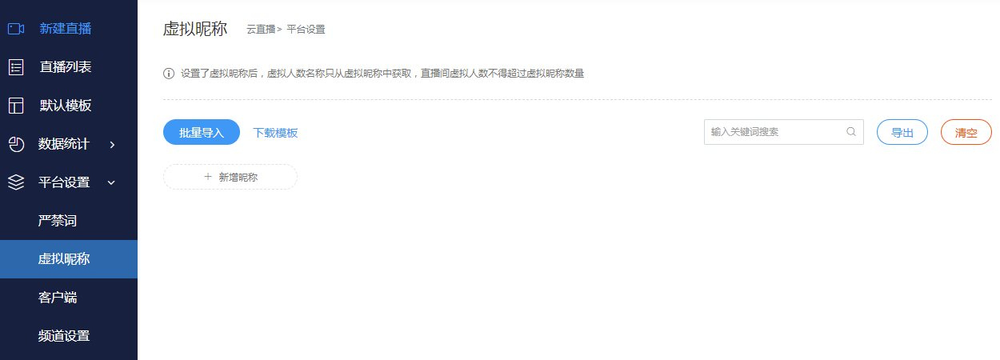 新建直播
直播列表
默认模板
数据统计
平台设置
严禁词
虚拟昵称
客户端
频道设置
虚拟昵称 云直播> 平台设置
设置了虚拟昵称后，虚拟人数名称只从虚拟昵称中获取，直播间虚拟人数不得超过虚拟昵称数量
批量导入 下载模板 输入关键词搜索 导出 清空
+ 新增昵称